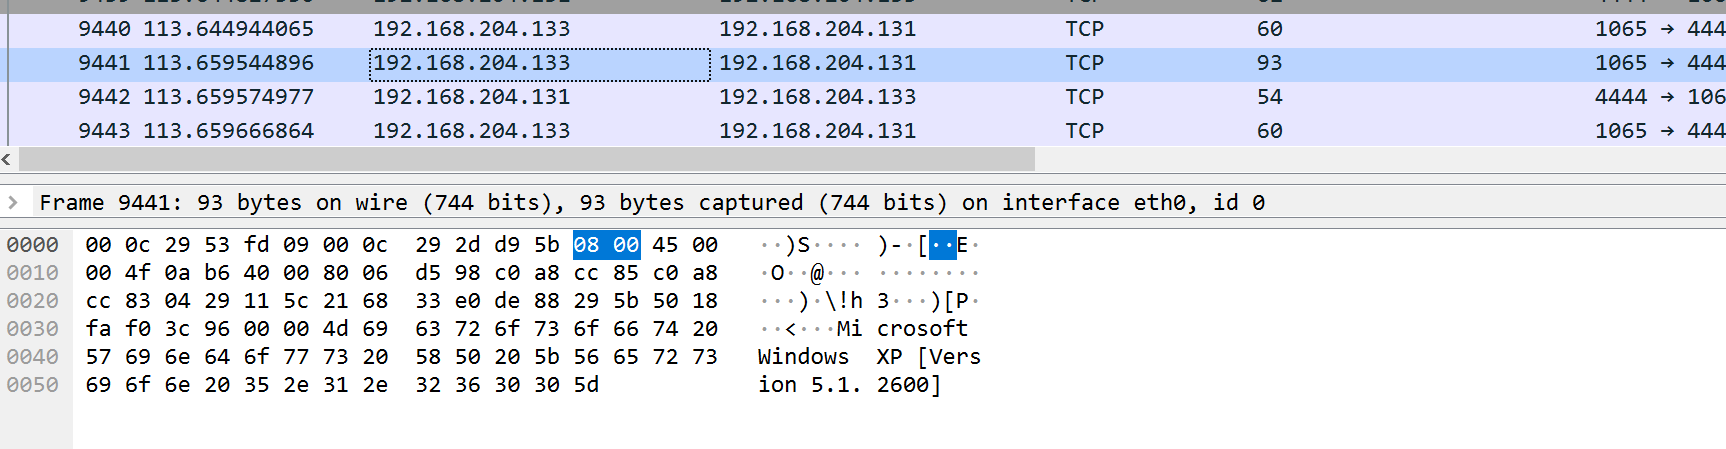 9440 113.644944065 192.168.204.133 192.168.204.131 TCP 60 1065 → 444
9441 113.659544896 192.168.204.133 192.168.204.131 TCP 93 1065 → 444
9442 113.659574977 192.168.204.131 192.168.204.133 TCP 54 4444 → 106
9443 113.659666864 192.168.204.133 192.168.204.131 TCP 60 1065 → 444
Frame 9441: 93 bytes on wire (744 bits), 93 bytes captured (744 bits) on interface eth0, id 0
0000 00 0c 29 53 fd 09 00 0c 29 2d d9 5b 08 00 45 00 ··)S···· )-·[··E·
0010 00 4f 0a b6 40 00 80 06 d5 98 c0 a8 cc 85 c0 a8 ·O··@··· ········
0020 cc 83 04 29 11 5c 21 68 33 e0 de 88 29 5b 50 18 ···)·\!h 3···)[P·
0030 fa f0 3c 96 00 00 4d 69 63 72 6f 73 6f 66 74 20 ··<···Mi crosoft
0040 57 69 6e 64 6f 77 73 20 58 50 20 5b 56 65 72 73 Windows XP [Vers
0050 69 6f 6e 20 35 2e 31 2e 32 36 30 30 5d ion 5.1. 2600]